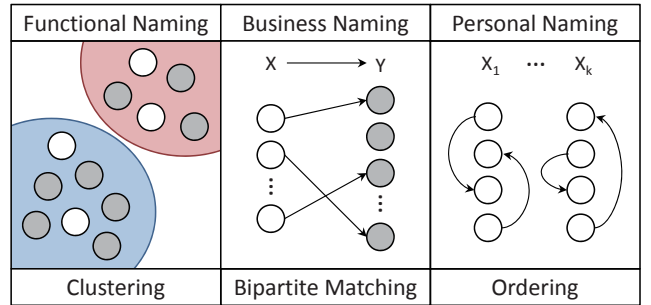 Functional Naming
Business Naming
Personal Naming
X Y
X1 ... Xk
⋮ ⋮
Clustering
Bipartite Matching
Ordering